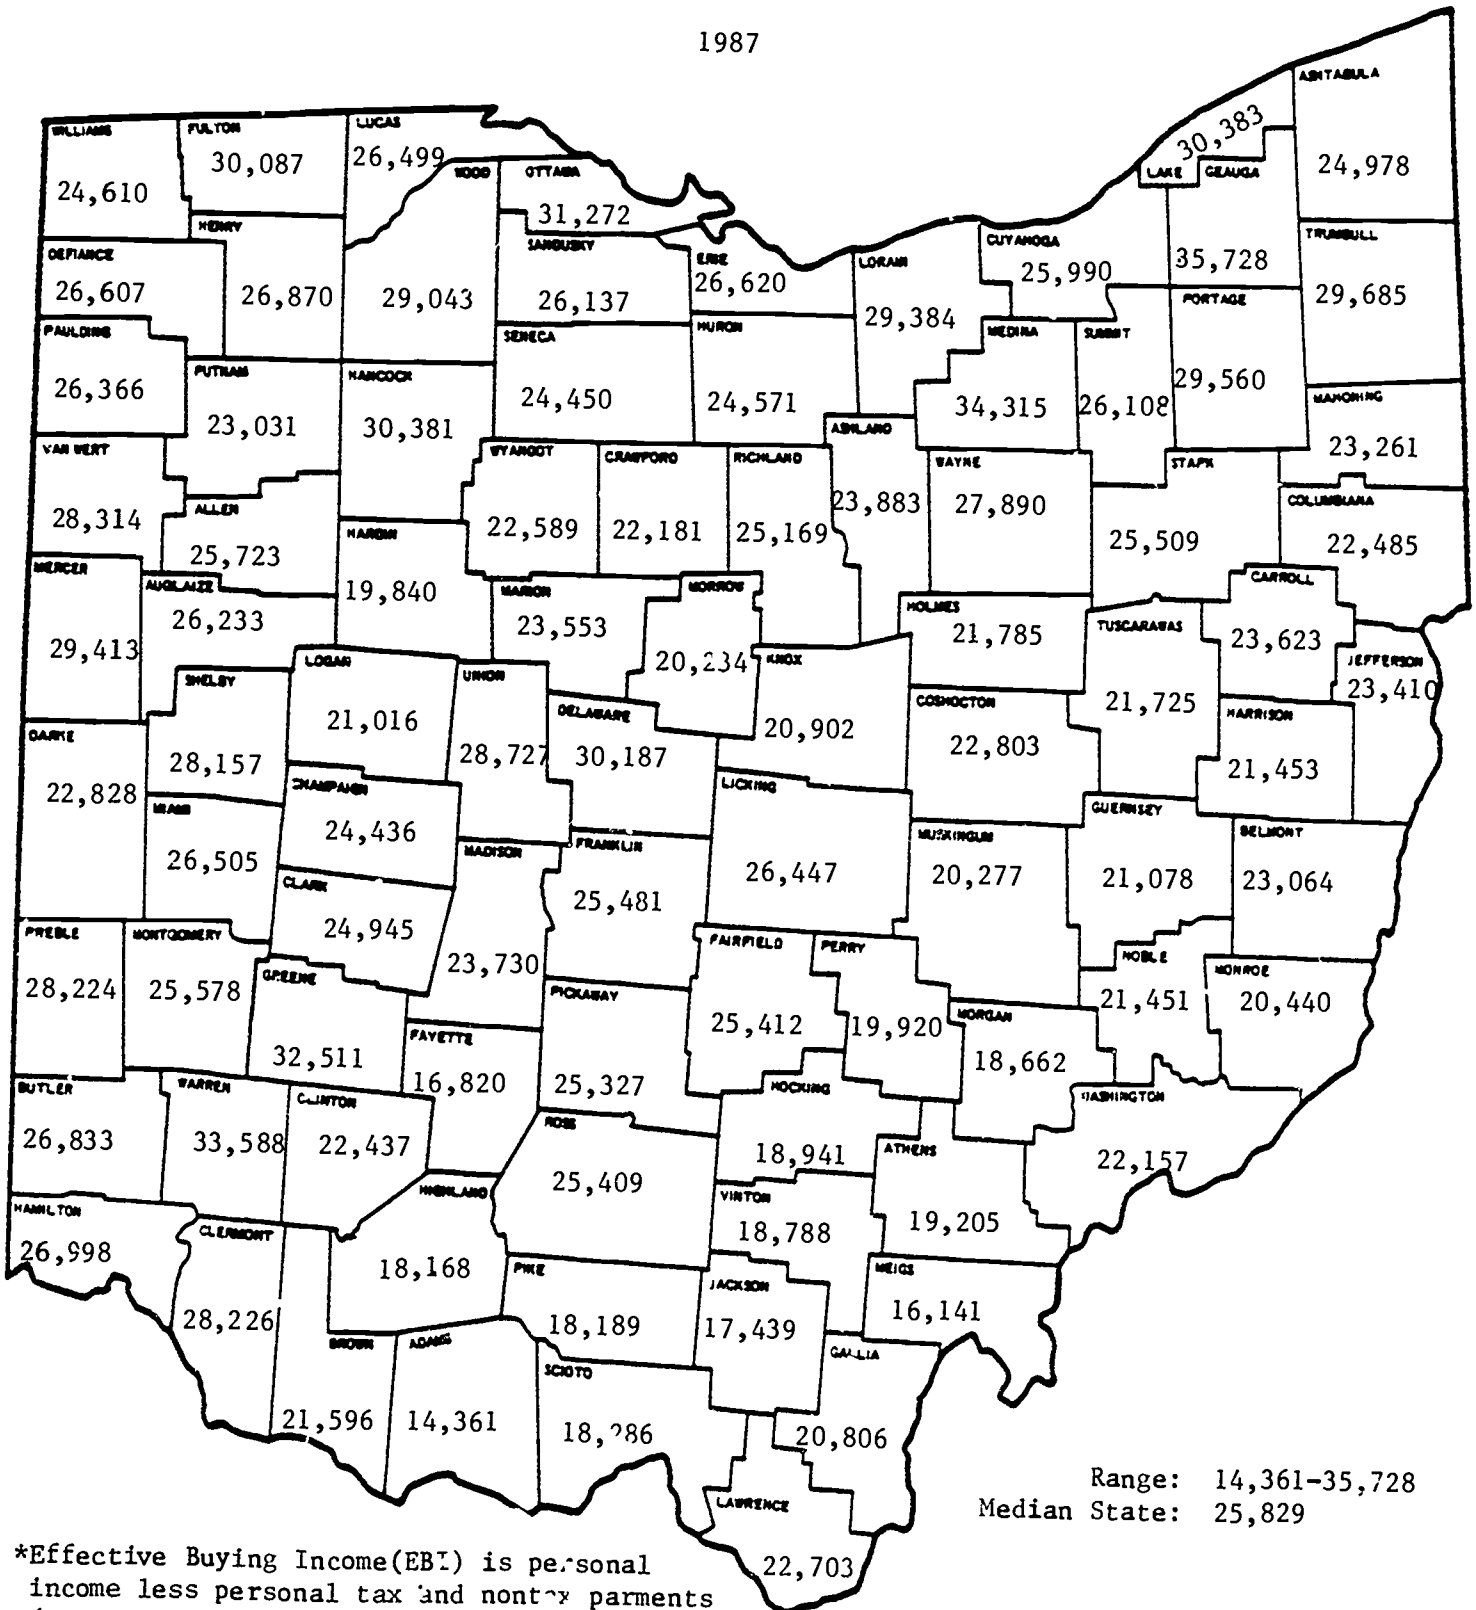 1987
ASHTABULA
24,978
30,383
LAKE
GEAUGA
35,728
WILLIAMS
24,610
FULTON
30,087
LUCAS
26,499
WOOD
29,043
OTTAWA
31,272
HENRY
26,870
DEFIANCE
26,607
SANDUSKY
26,137
ERIE
26,620
LORAIN
29,384
CUYAHOGA
25,990
TRUMBULL
29,685
PORTAGE
29,560
PAULDING
26,366
PUTNAM
23,031
HANCOCK
30,381
SENECA
24,450
HURON
24,571
MEDINA
34,315
SUMMIT
26,108
MAHONING
23,261
VAN WERT
28,314
ALLEN
25,723
HARDIN
19,840
WYANDOT
22,589
CRAWFORD
22,181
RICHLAND
25,169
ASHLAND
23,883
WAYNE
27,890
STARK
25,509
COLUMBIANA
22,485
MERCER
29,413
AUGLAIZE
26,233
MARION
23,553
MORROW
20,234
HOLMES
21,785
TUSCARAWAS
21,725
CARROLL
23,623
JEFFERSON
23,410
SHELBY
28,157
LOGAN
21,016
UNION
28,727
DELAWARE
30,187
KNOX
20,902
COSHOCTON
22,803
HARRISON
21,453
DARKE
22,828
MIAMI
26,505
CHAMPAIGN
24,436
CLARK
24,945
MADISON
23,730
FRANKLIN
25,481
LICKING
26,447
MUSKINGUM
20,277
GUERNSEY
21,078
BELMONT
23,064
PREBLE
28,224
MONTGOMERY
25,578
GREENE
32,511
FAYETTE
16,820
PICKAWAY
25,327
FAIRFIELD
25,412
PERRY
19,920
MORGAN
18,662
NOBLE
21,451
MONROE
20,440
BUTLER
26,833
WARREN
33,588
CLINTON
22,437
ROSS
25,409
HOCKING
18,941
ATHENS
19,205
WASHINGTON
22,157
HAMILTON
26,998
CLERMONT
28,226
HIGHLAND
18,168
PIKE
18,189
VINTON
18,788
JACKSON
17,439
MEIGS
16,141
BROWN
21,596
ADAMS
14,361
SCIOTO
GALLIA
20,806
LAWRENCE
22,703
Range: 14,361-35,728
Median State: 25,829
*Effective Buying Income(EBI) is personal
income less personal tax and nontax parments